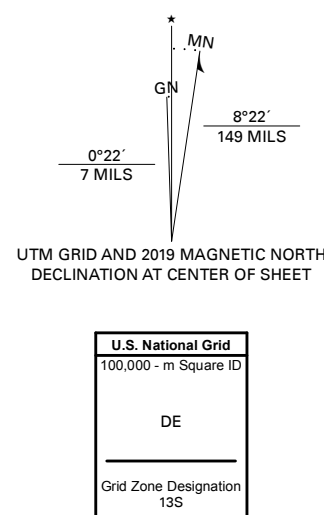 ★
MN
GN
8°22´
149 MILS
0°22´
7 MILS
UTM GRID AND 2019 MAGNETIC NORTH
DECLINATION AT CENTER OF SHEET
U.S. National Grid
100,000 - m Square ID
DE
Grid Zone Designation
13S